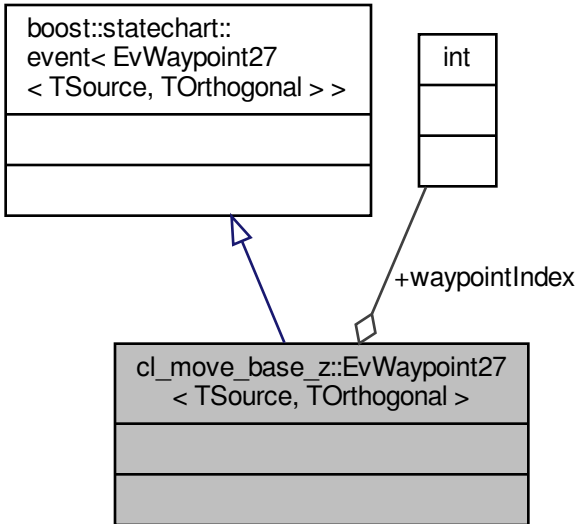 boost::statechart::
event< EvWaypoint27
< TSource, TOrthogonal > >
int
+waypointIndex
cl_move_base_z::EvWaypoint27
< TSource, TOrthogonal >